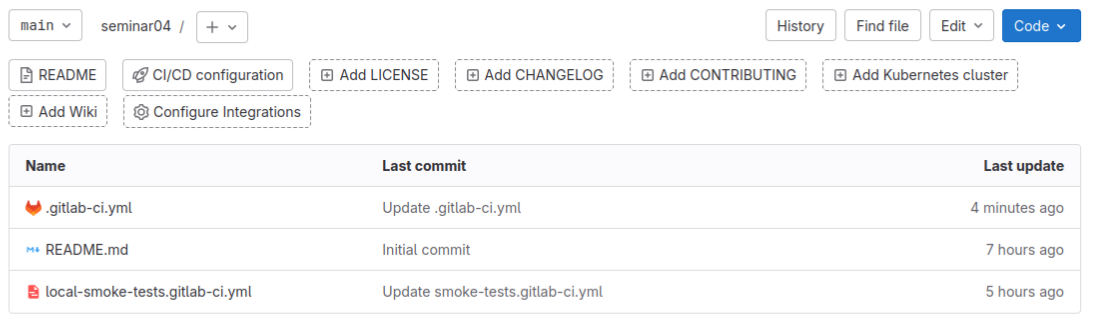 main seminar04 / + History Find file Edit Code
README CI/CD configuration Add LICENSE Add CHANGELOG Add CONTRIBUTING Add Kubernetes cluster
Add Wiki Configure Integrations
Name Last commit Last update
.gitlab-ci.yml Update .gitlab-ci.yml 4 minutes ago
README.md Initial commit 7 hours ago
local-smoke-tests.gitlab-ci.yml Update smoke-tests.gitlab-ci.yml 5 hours ago